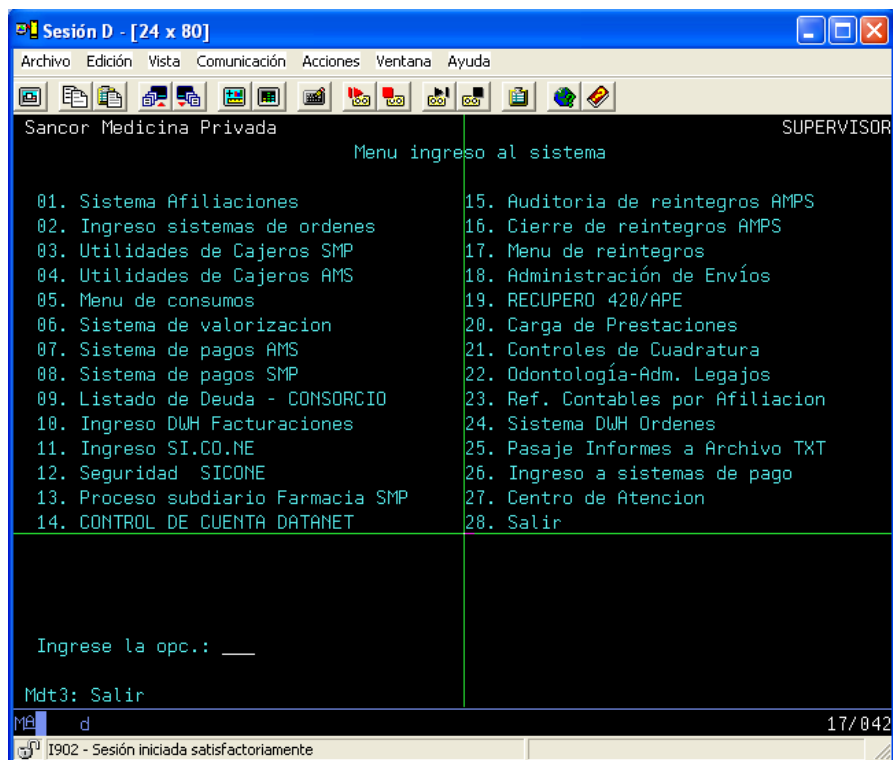 Sesión D - [24 x 80]
Archivo Edición Vista Comunicación Acciones Ventana Ayuda
Sancor Medicina Privada SUPERVISOR
Menu ingreso al sistema
01. Sistema Afiliaciones 15. Auditoria de reintegros AMPS
02. Ingreso sistemas de ordenes 16. Cierre de reintegros AMPS
03. Utilidades de Cajeros SMP 17. Menu de reintegros
04. Utilidades de Cajeros AMS 18. Administración de Envíos
05. Menu de consumos 19. RECUPERO 420/APE
06. Sistema de valorizacion 20. Carga de Prestaciones
07. Sistema de pagos AMS 21. Controles de Cuadratura
08. Sistema de pagos SMP 22. Odontología-Adm. Legajos
09. Listado de Deuda - CONSORCIO 23. Ref. Contables por Afiliacion
10. Ingreso DWH Facturaciones 24. Sistema DWH Ordenes
11. Ingreso SI.CO.NE 25. Pasaje Informes a Archivo TXT
12. Seguridad SICONE 26. Ingreso a sistemas de pago
13. Proceso subdiario Farmacia SMP 27. Centro de Atencion
14. CONTROL DE CUENTA DATANET 28. Salir
Ingrese la opc.: ___
Mdt3: Salir
MA d 17/042
I902 - Sesión iniciada satisfactoriamente